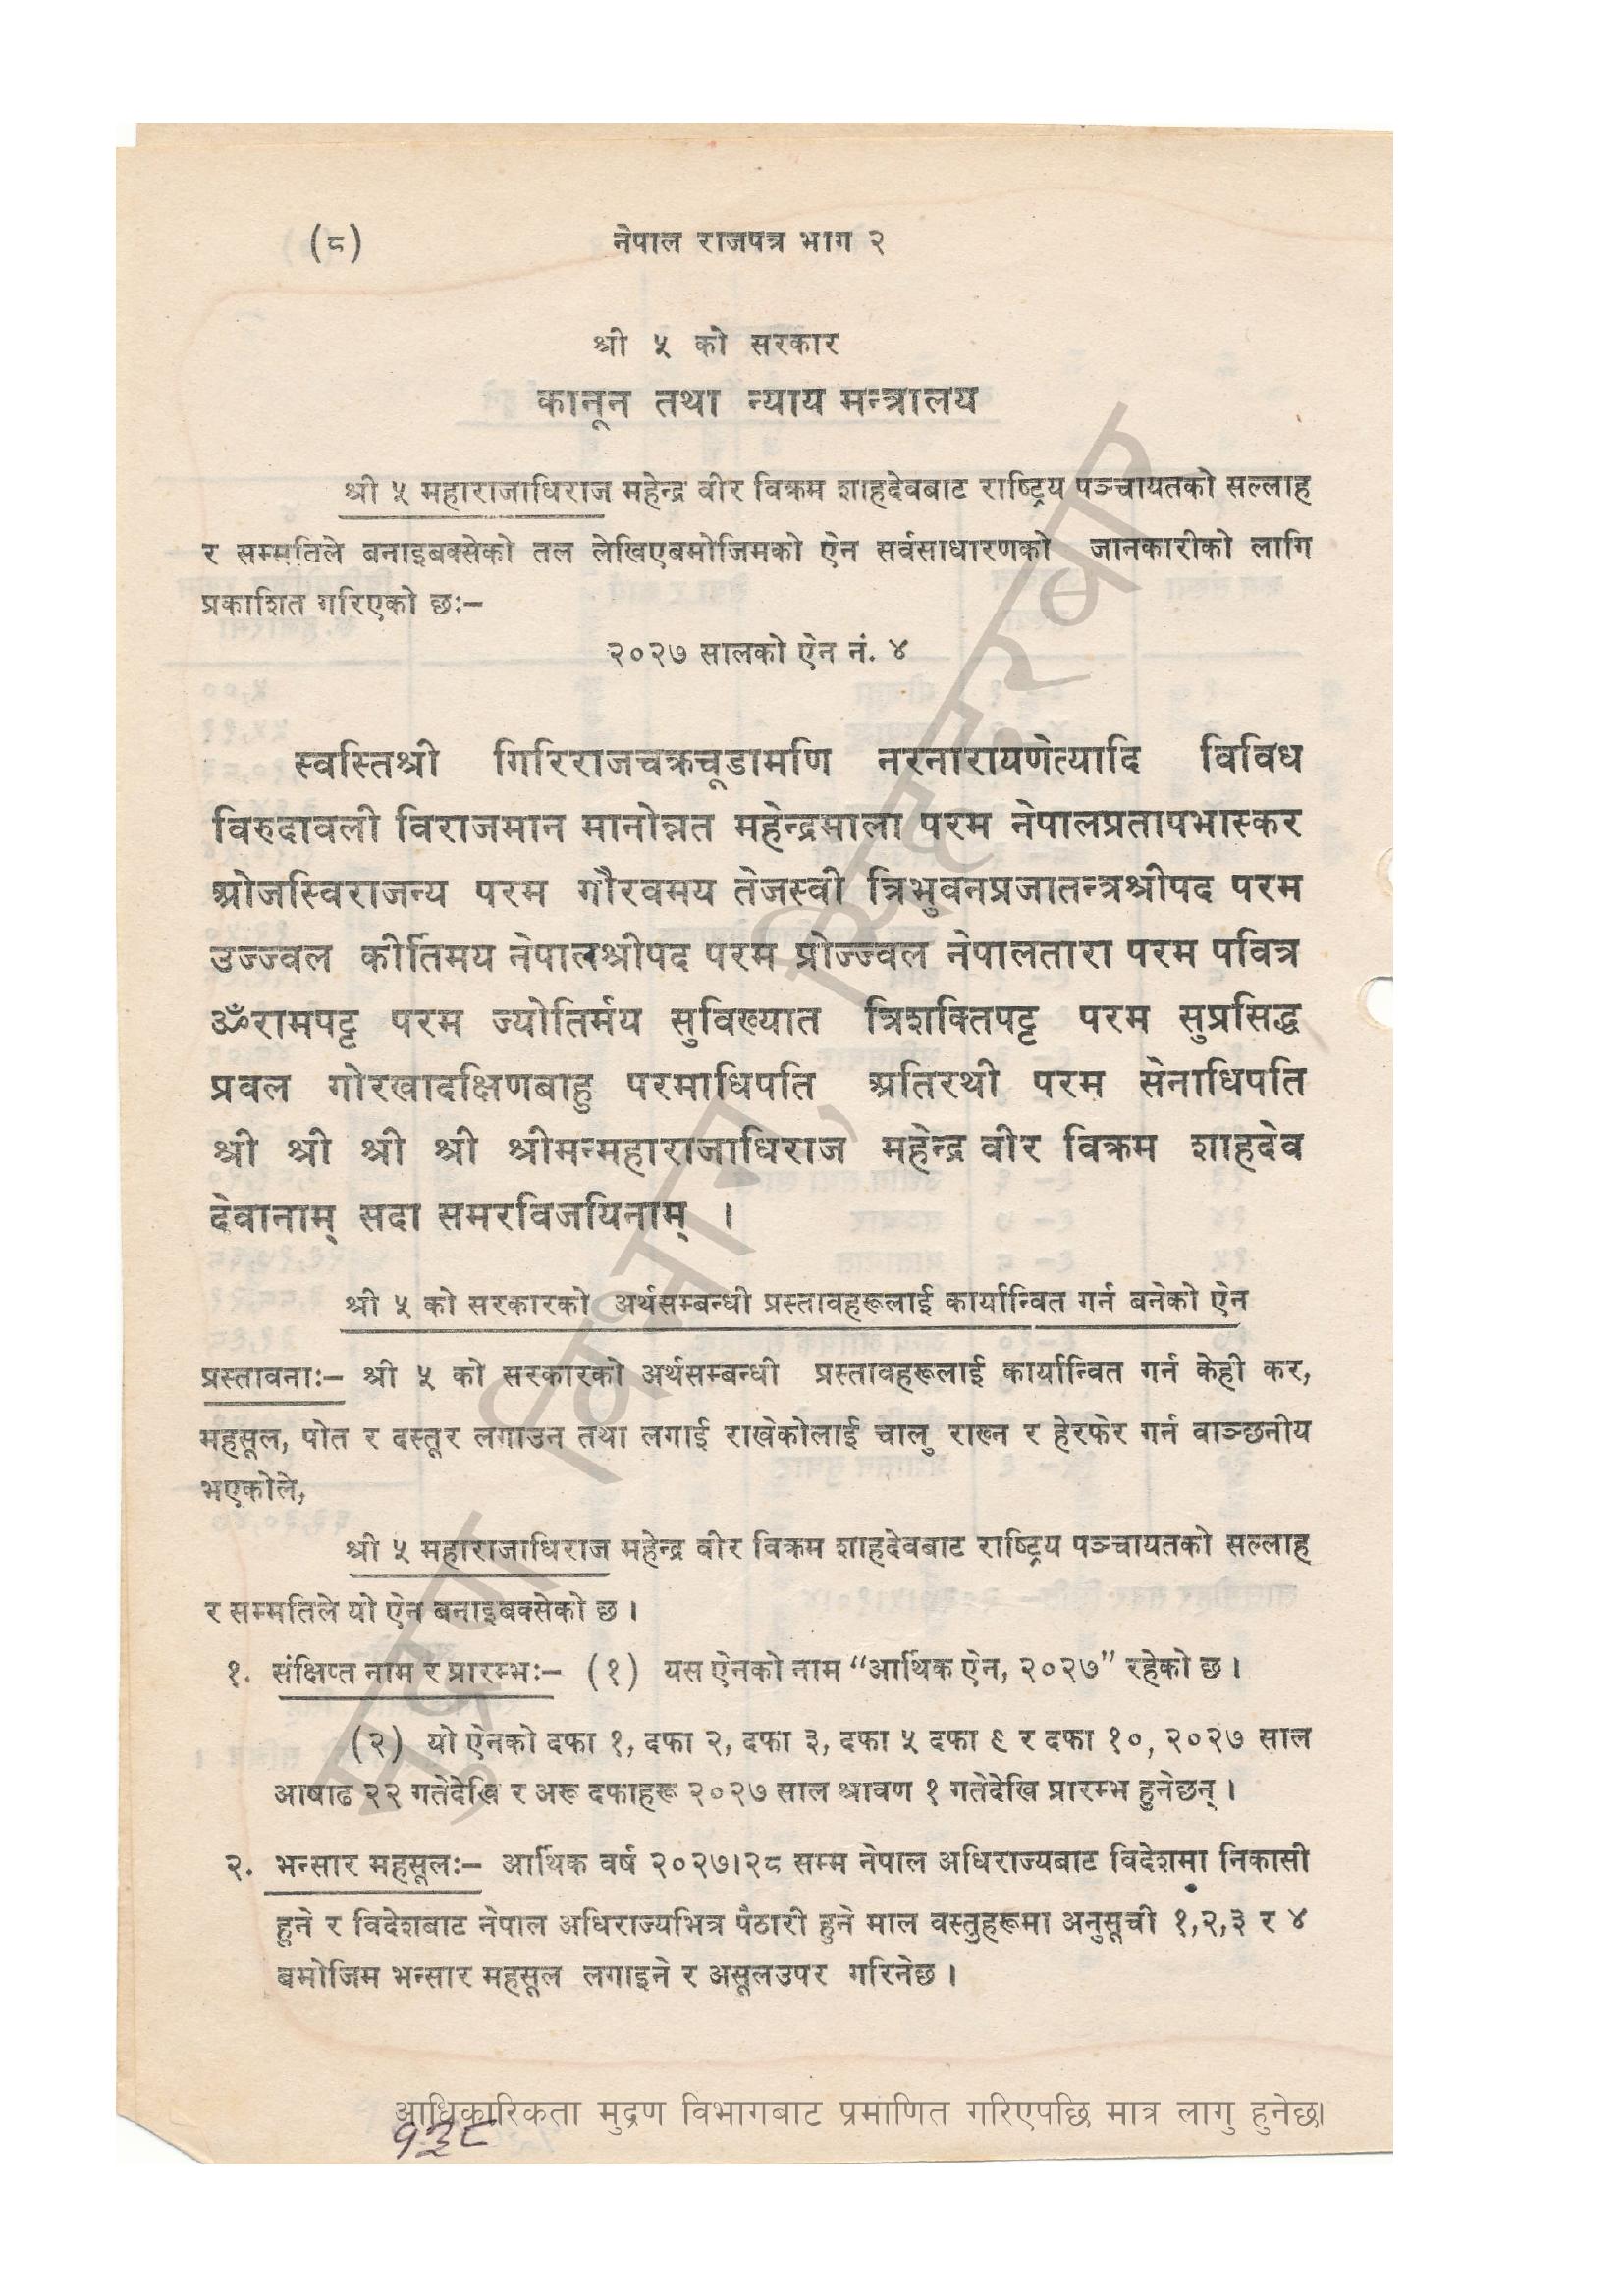 (८) नेपाल राजपत्र भाग २
श्री ५ को सरकार
कानून तथा न्याय मन्त्रालय
श्री ५ महाराजाधिराज महेन्द्र वीर विक्रम शाहदेवबाट राष्ट्रिय पञ्चायतको सल्लाह
र सम्मतिले बनाइबक्सेको तल लेखिएबमोजिमको ऐन सर्वसाधारणको जानकारीको लागि
प्रकाशित गरिएको छः–
२०२७ सालको ऐन नं. ४
स्वस्तिश्री गिरिराजचक्रचूडामणि नरनारायणेत्यादि विविध
विरुदावली विराजमान मानोन्नत महेन्द्रमाला परम नेपालप्रतापभास्कर
ओजस्विराजन्य परम गौरवमय तेजस्वी त्रिभुवनप्रजातन्त्रश्रीपद परम
उज्ज्वल कीर्तिमय नेपालश्रीपद परम प्रोज्ज्वल नेपालतारा परम पवित्र
ॐरामपट्ट परम ज्योतिर्मय सुविख्यात त्रिशक्तिपट्ट परम सुप्रसिद्ध
प्रवल गोरखादक्षिणबाहु परमाधिपति अतिरथी परम सेनाधिपति
श्री श्री श्री श्री श्रीमन्महाराजाधिराज महेन्द्र वीर विक्रम शाहदेव
देवानाम् सदा समरविजयिनाम् ।
श्री ५ को सरकारको अर्थसम्बन्धी प्रस्तावहरूलाई कार्यान्वित गर्न बनेको ऐन
प्रस्तावनाः– श्री ५ को सरकारको अर्थसम्बन्धी प्रस्तावहरूलाई कार्यान्वित गर्न केही कर,
महसूल, पोत र दस्तूर लगाउन तथा लगाई राखेकोलाई चालु राख्न र हेरफेर गर्न वाञ्छनीय
भएकोले,
श्री ५ महाराजाधिराज महेन्द्र वीर विक्रम शाहदेवबाट राष्ट्रिय पञ्चायतको सल्लाह
र सम्मतिले यो ऐन बनाइबक्सेको छ ।
१. संक्षिप्त नाम र प्रारम्भः– (१) यस ऐनको नाम “आर्थिक ऐन, २०२७” रहेको छ ।
(२) यो ऐनको दफा १, दफा २, दफा ३, दफा ५ दफा ९ र दफा १०, २०२७ साल
आषाढ २२ गतेदेखि र अरू दफाहरू २०२७ साल श्रावण १ गतेदेखि प्रारम्भ हुनेछन् ।
२. भन्सार महसूलः– आर्थिक वर्ष २०२७।२८ सम्म नेपाल अधिराज्यबाट विदेशमा निकासी
हुने र विदेशबाट नेपाल अधिराज्यभित्र पैठारी हुने माल वस्तुहरूमा अनुसूची १,२,३ र ४
बमोजिम भन्सार महसूल लगाइने र असूलउपर गरिनेछ ।
आधिकारिकता मुद्रण विभागबाट प्रमाणित गरिएपछि मात्र लागु हुनेछ।
१३८
मुद्रण विभाग, सिंहदरबार